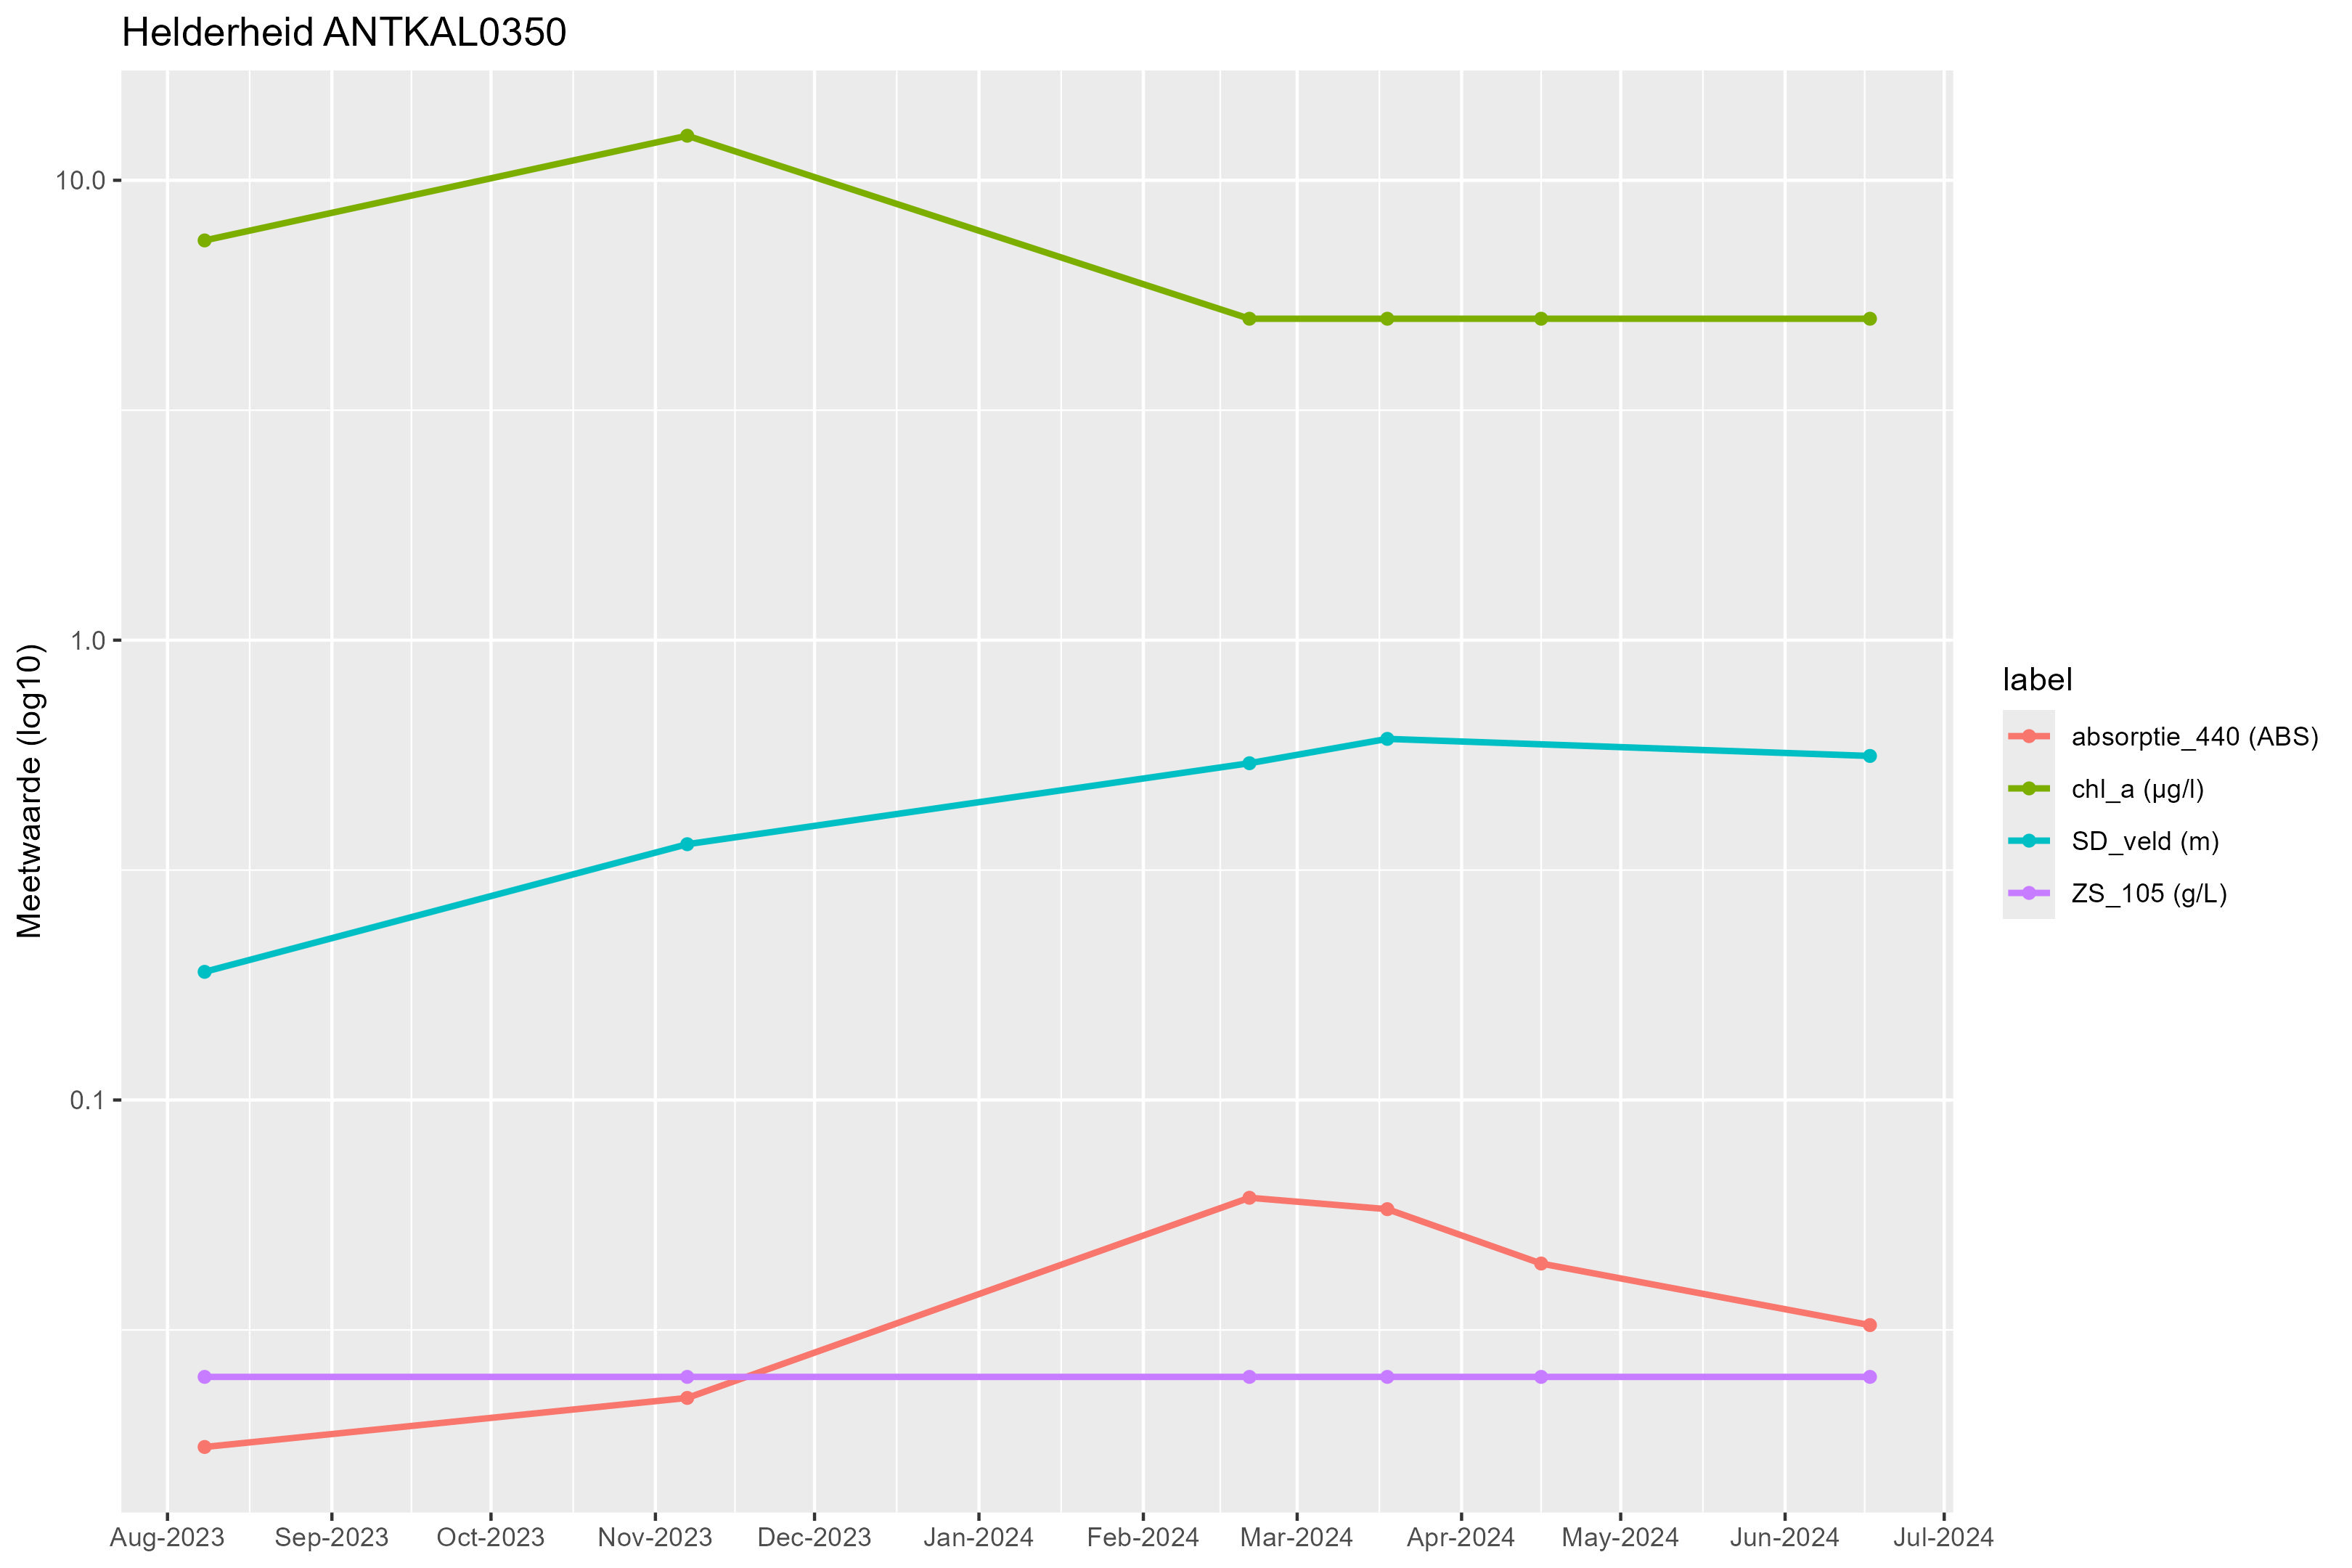 Helderheid ANTKAL0350
Meetwaarde (log10)
10.0
1.0
0.1
Aug-2023 Sep-2023 Oct-2023 Nov-2023 Dec-2023 Jan-2024 Feb-2024 Mar-2024 Apr-2024 May-2024 Jun-2024 Jul-2024
label
absorptie_440 (ABS)
chl_a (µg/l)
SD_veld (m)
ZS_105 (g/L)